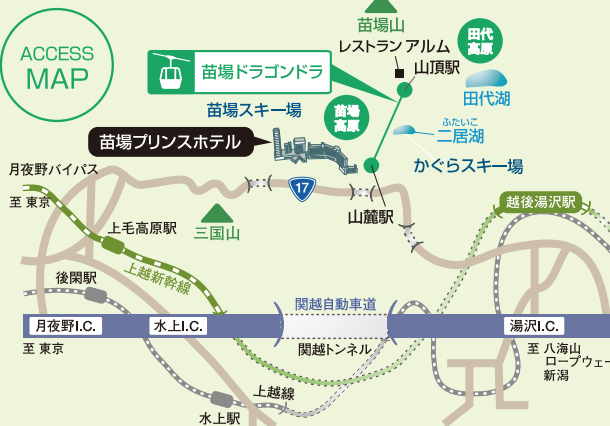 ACCESS
MAP
苗場山
レストラン アルム
山頂駅
田代
高原
苗場ドラゴンドラ
田代湖
苗場スキー場
苗場
高原
ふたいこ
二居湖
苗場プリンスホテル
かぐらスキー場
月夜野バイパス
17
至 東京
山麓駅
越後湯沢駅
上毛高原駅
三国山
上越新幹線
後閑駅
関越自動車道
月夜野I.C.
水上I.C.
湯沢I.C.
至 東京
関越トンネル
至 八海山
ロープウェー
新潟
上越線
水上駅